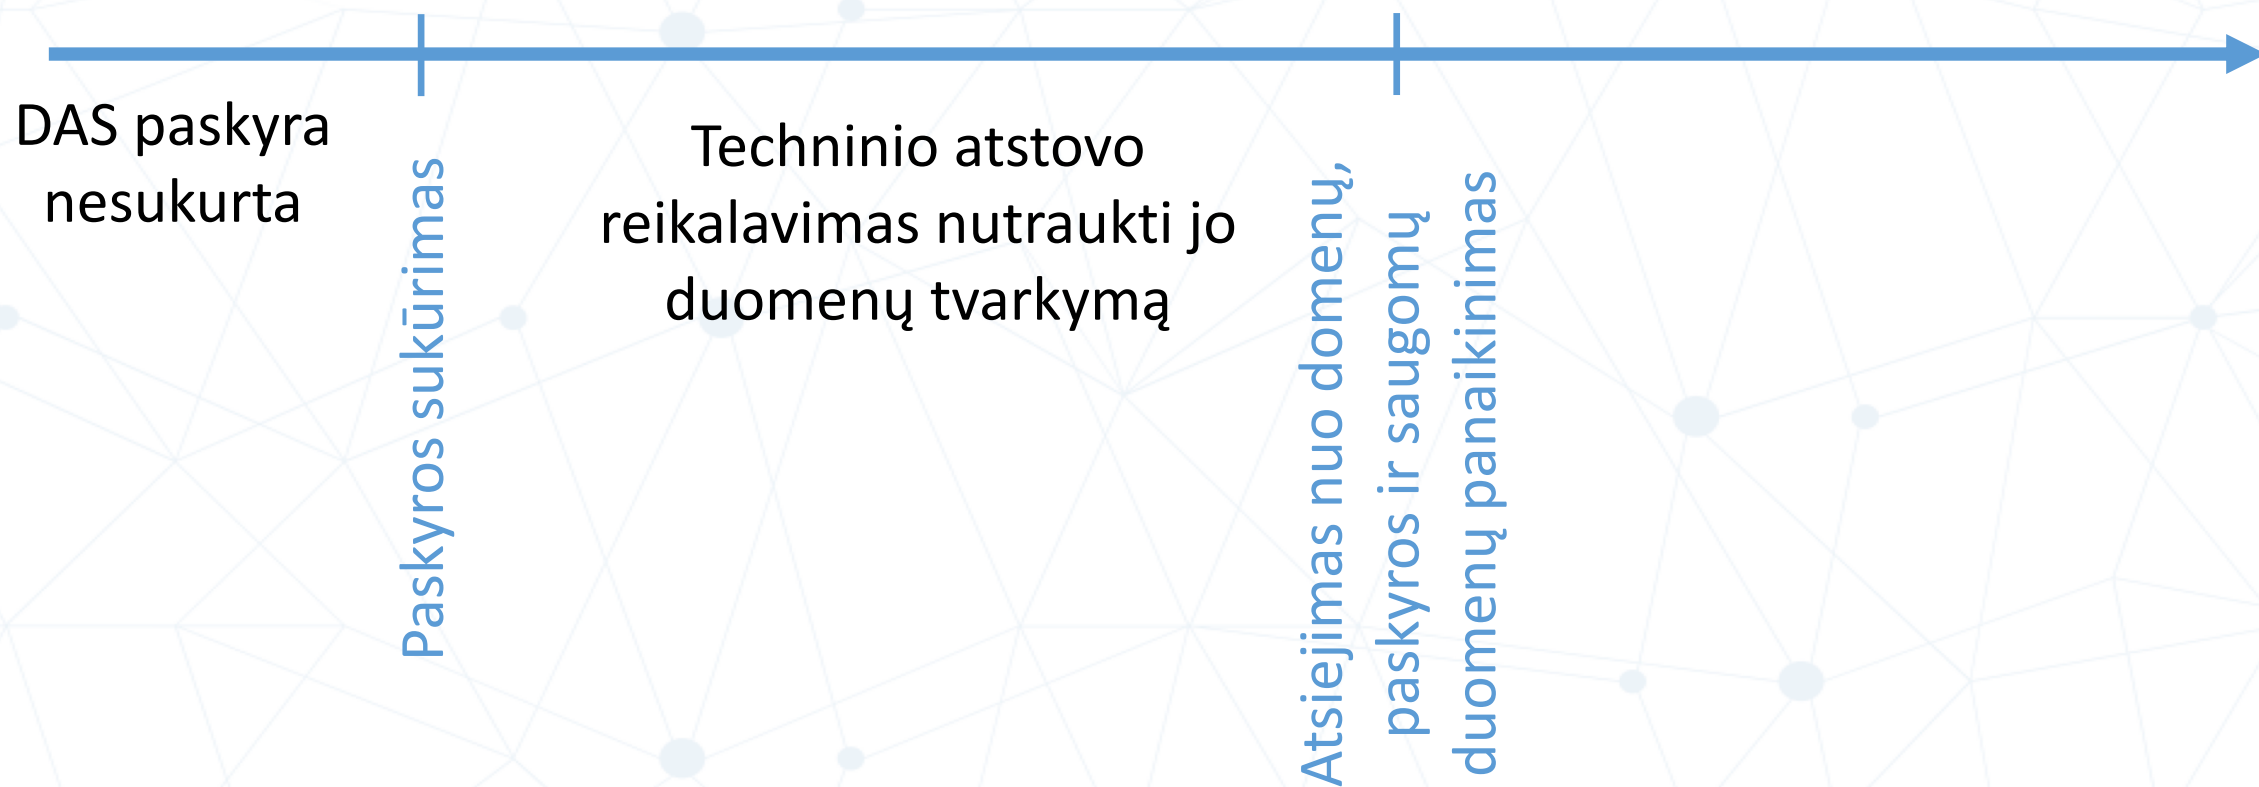 DAS paskyra
nesukurta
Paskyros sukūrimas
Techninio atstovo
reikalavimas nutraukti jo
duomenų tvarkymą
Atsiejimas nuo domenų,
paskyros ir saugomų
duomenų panaikinimas